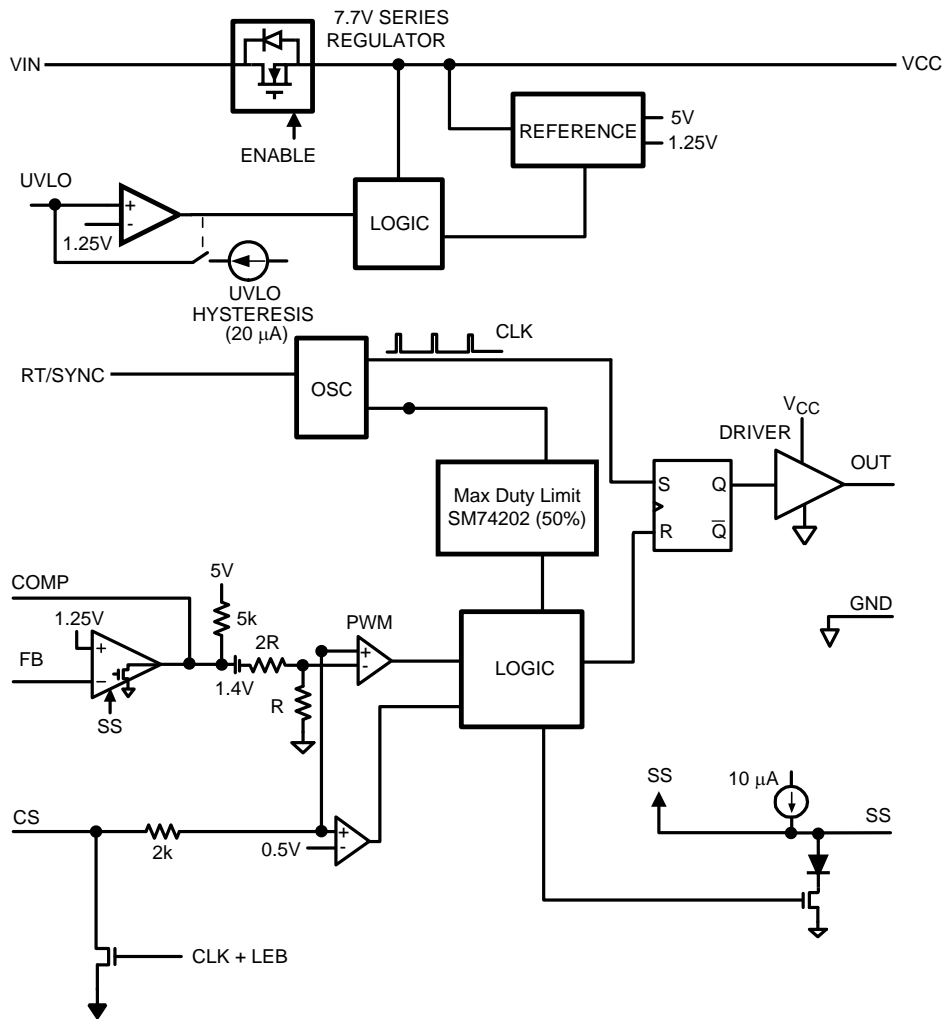 7.7V SERIES
REGULATOR
VIN
VCC
ENABLE
REFERENCE
5V
1.25V
UVLO
+
-
1.25V
LOGIC
UVLO
HYSTERESIS
(20 μA)
CLK
RT/SYNC
OSC
VCC
DRIVER
OUT
S
Q
R
Q̅
Max Duty Limit
SM74202 (50%)
5V
COMP
5k
1.25V
+
2R
PWM
+
-
FB
−
1.4V
LOGIC
GND
R
SS
SS
10 μA
SS
CS
2k
+
0.5V
-
CLK + LEB